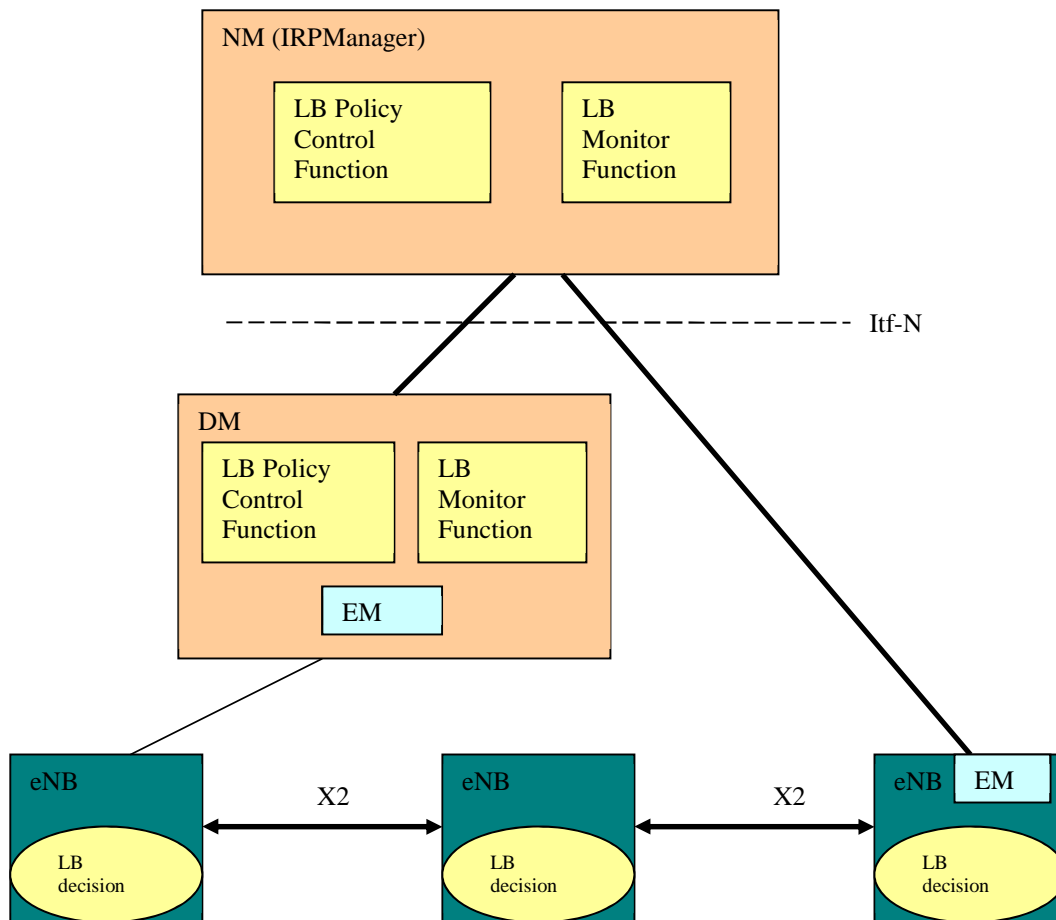 NM (IRPManager)
LB Policy
Control
Function
LB
Monitor
Function
Itf-N
DM
LB Policy
Control
Function
LB
Monitor
Function
EM
eNB
X2
eNB
X2
eNB
EM
LB
decision
LB
decision
LB
decision